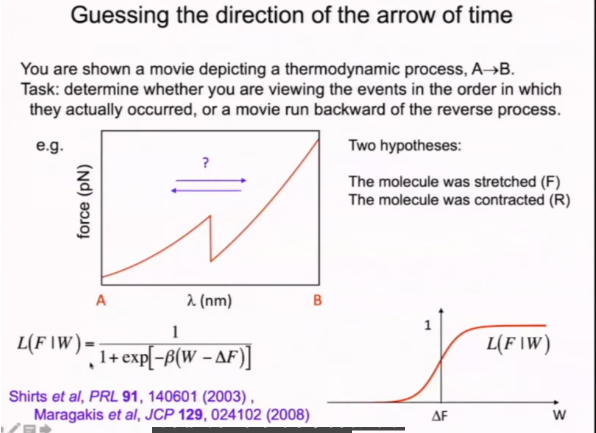 Guessing the direction of the arrow of time
You are shown a movie depicting a thermodynamic process, A→B.
Task: determine whether you are viewing the events in the order in which
they actually occurred, or a movie run backward of the reverse process.
e.g.
Two hypotheses:
?
The molecule was stretched (F)
The molecule was contracted (R)
force (pN)
A
λ (nm)
B
L(F | W) = 1 / 1 + exp[−β(W − ΔF)]
1
L(F | W)
ΔF
W
Shirts et al, PRL 91, 140601 (2003) ,
Maragakis et al, JCP 129, 024102 (2008)